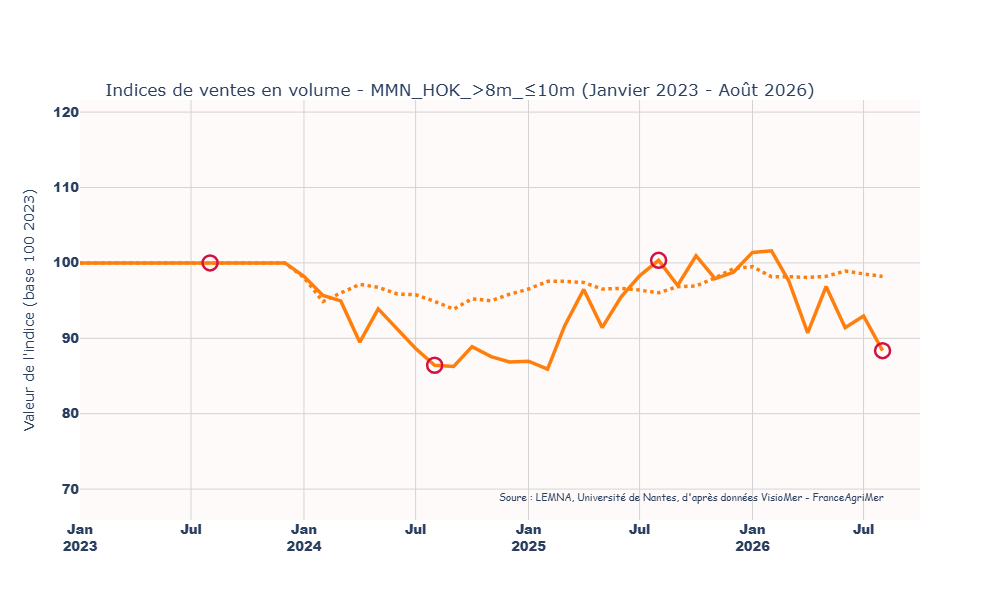 Indices de ventes en volume - MMN_HOK_>8m_≤10m (Janvier 2023 - Août 2026)
Valeur de l'indice (base 100 2023)
120
110
100
90
80
70
Soure : LEMNA, Université de Nantes, d'après données VisioMer - FranceAgriMer
Jan Jul Jan Jul Jan Jul Jan Jul
2023 2024 2025 2026